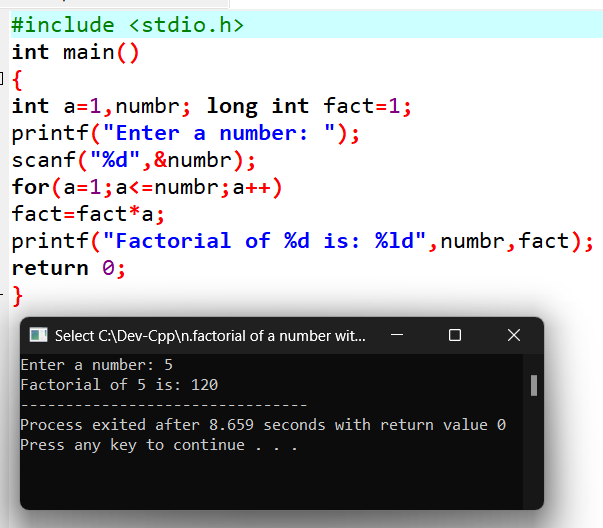 #include <stdio.h>
int main()
{
int a=1,numbr; long int fact=1;
printf("Enter a number: ");
scanf("%d",&numbr);
for(a=1;a<=numbr;a++)
fact=fact*a;
printf("Factorial of %d is: %ld",numbr,fact);
return 0;
}
Select C:\Dev-Cpp\n.factorial of a number wit...
Enter a number: 5
Factorial of 5 is: 120
--------------------------------
Process exited after 8.659 seconds with return value 0
Press any key to continue . . .